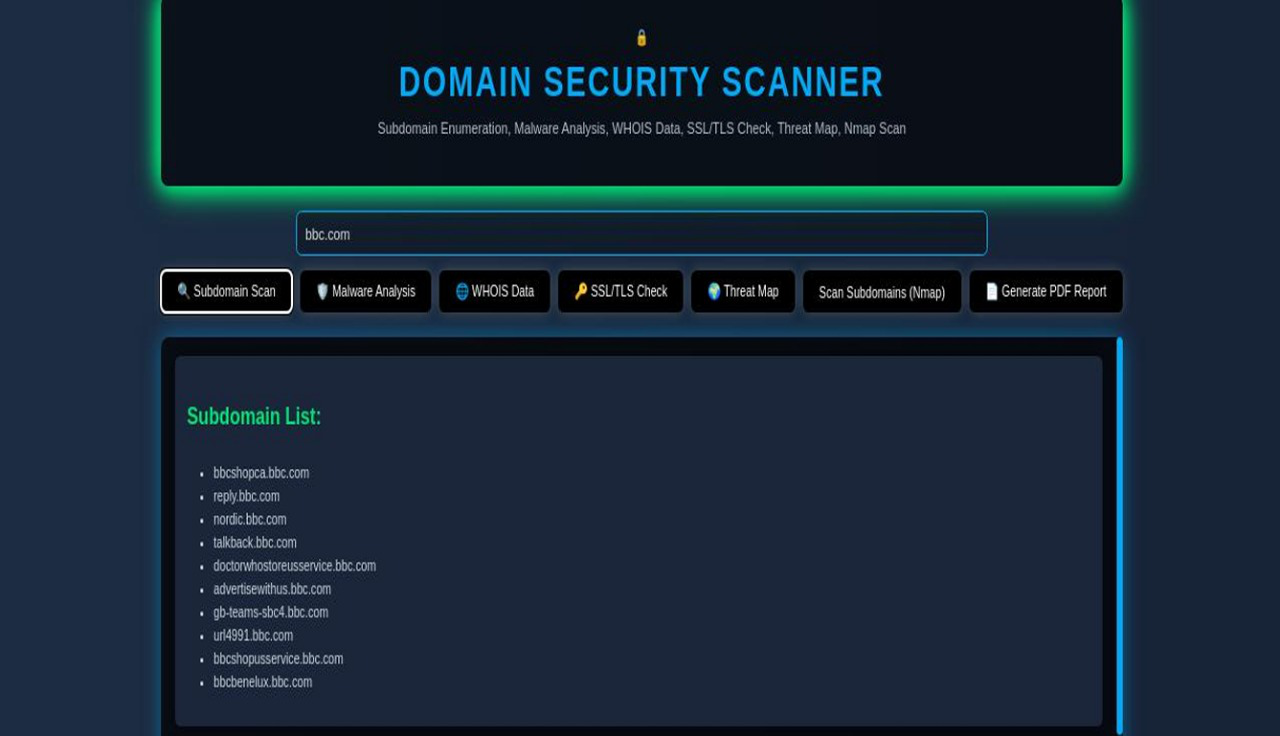 DOMAIN SECURITY SCANNER
Subdomain Enumeration, Malware Analysis, WHOIS Data, SSL/TLS Check, Threat Map, Nmap Scan
bbc.com
Subdomain Scan Malware Analysis WHOIS Data SSL/TLS Check Threat Map Scan Subdomains (Nmap) Generate PDF Report
Subdomain List:
bbcshopca.bbc.com
reply.bbc.com
nordic.bbc.com
talkback.bbc.com
doctorwhostoreusservice.bbc.com
advertisewithus.bbc.com
gb-teams-sbc4.bbc.com
url4991.bbc.com
bbcshopusservice.bbc.com
bbcbenelux.bbc.com